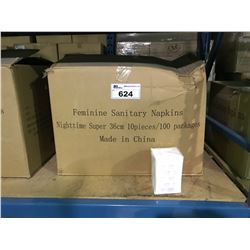 624
Feminine Sanitary Napkins
Nighttime Super 36cm 10pieces/100 packages
Made in China